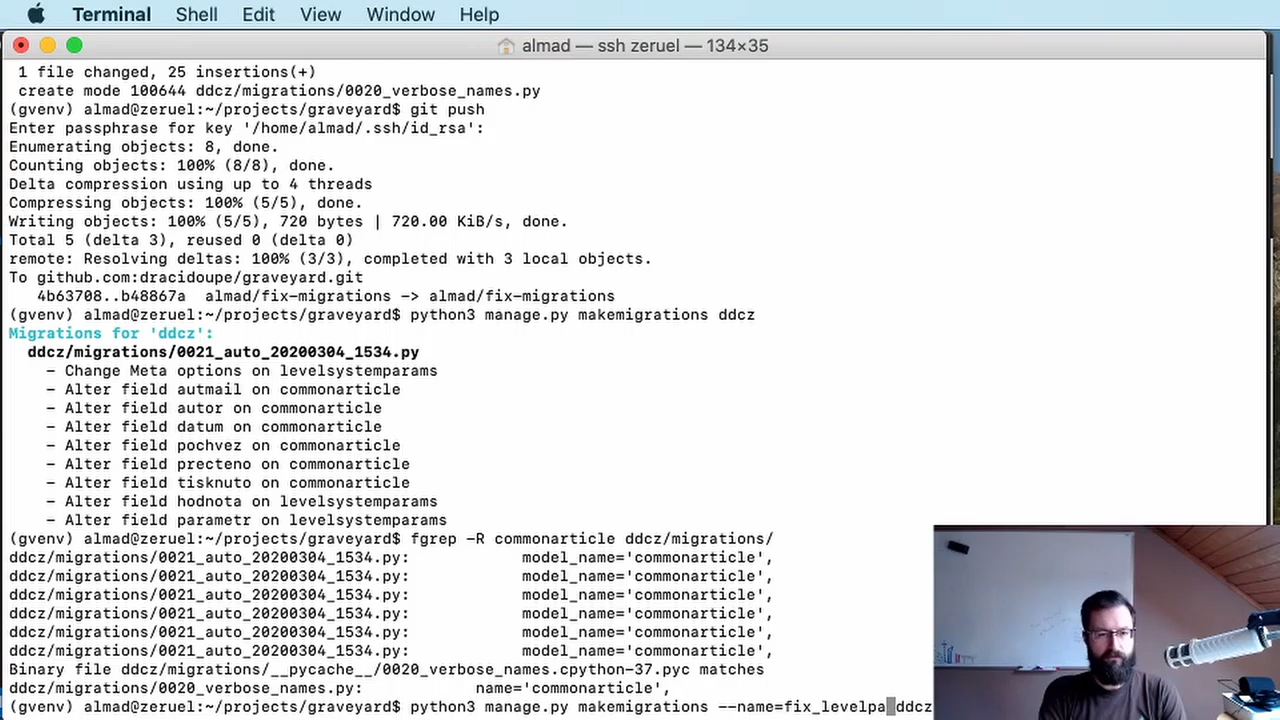 Terminal Shell Edit View Window Help
almad — ssh zeruel — 134×35
1 file changed, 25 insertions(+)
create mode 100644 ddcz/migrations/0020_verbose_names.py
(gvenv) almad@zeruel:~/projects/graveyard$ git push
Enter passphrase for key '/home/almad/.ssh/id_rsa':
Enumerating objects: 8, done.
Counting objects: 100% (8/8), done.
Delta compression using up to 4 threads
Compressing objects: 100% (5/5), done.
Writing objects: 100% (5/5), 720 bytes | 720.00 KiB/s, done.
Total 5 (delta 3), reused 0 (delta 0)
remote: Resolving deltas: 100% (3/3), completed with 3 local objects.
To github.com:dracidoupe/graveyard.git
4b63708..b48867a  almad/fix-migrations -> almad/fix-migrations
(gvenv) almad@zeruel:~/projects/graveyard$ python3 manage.py makemigrations ddcz
Migrations for 'ddcz':
ddcz/migrations/0021_auto_20200304_1534.py
- Change Meta options on levelsystemparams
- Alter field autmail on commonarticle
- Alter field autor on commonarticle
- Alter field datum on commonarticle
- Alter field pochvez on commonarticle
- Alter field precteno on commonarticle
- Alter field tisknuto on commonarticle
- Alter field hodnota on levelsystemparams
- Alter field parametr on levelsystemparams
(gvenv) almad@zeruel:~/projects/graveyard$ fgrep -R commonarticle ddcz/migrations/
ddcz/migrations/0021_auto_20200304_1534.py:            model_name='commonarticle',
ddcz/migrations/0021_auto_20200304_1534.py:            model_name='commonarticle',
ddcz/migrations/0021_auto_20200304_1534.py:            model_name='commonarticle',
ddcz/migrations/0021_auto_20200304_1534.py:            model_name='commonarticle',
ddcz/migrations/0021_auto_20200304_1534.py:            model_name='commonarticle',
ddcz/migrations/0021_auto_20200304_1534.py:            model_name='commonarticle',
Binary file ddcz/migrations/__pycache__/0020_verbose_names.cpython-37.pyc matches
ddcz/migrations/0020_verbose_names.py:            name='commonarticle',
(gvenv) almad@zeruel:~/projects/graveyard$ python3 manage.py makemigrations --name=fix_levelpa ddcz